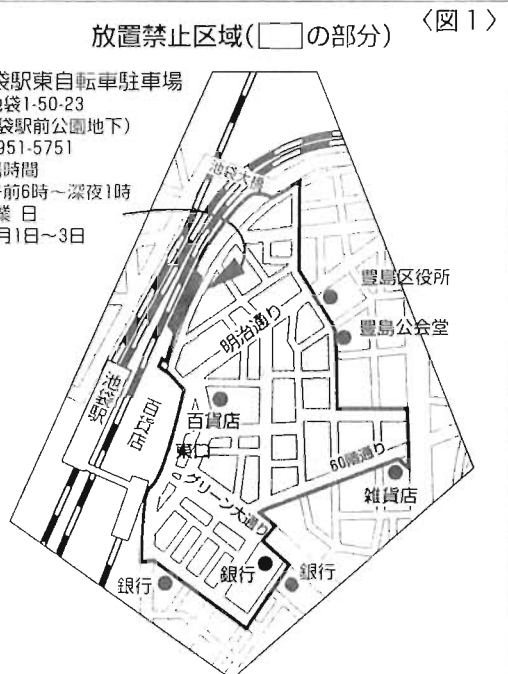 〈図1〉
放置禁止区域(□の部分)
袋駅東自転車駐車場
袋1-50-23
袋駅前公園地下)
951-5751
時間
前6時～深夜1時
業 日
月1日～3日
池袋大橋
豊島区役所
豊島公会堂
明治通り
池袋駅
百貨店
百貨店
東口
60階通り
雑貨店
グリーン大通り
銀行
銀行
銀行